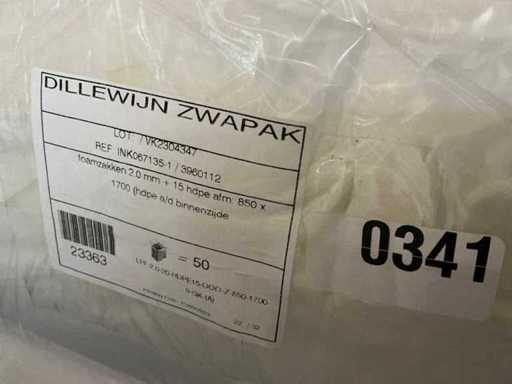 DILLEWIJN ZWAPAK
LOT: / VK2304347
REF INK067135-1 / 3960112
foamzakken 2.0 mm + 15 hdpe afm. 850 x
1700 (hdpe a/d binnenzijde
= 50
23363
0341